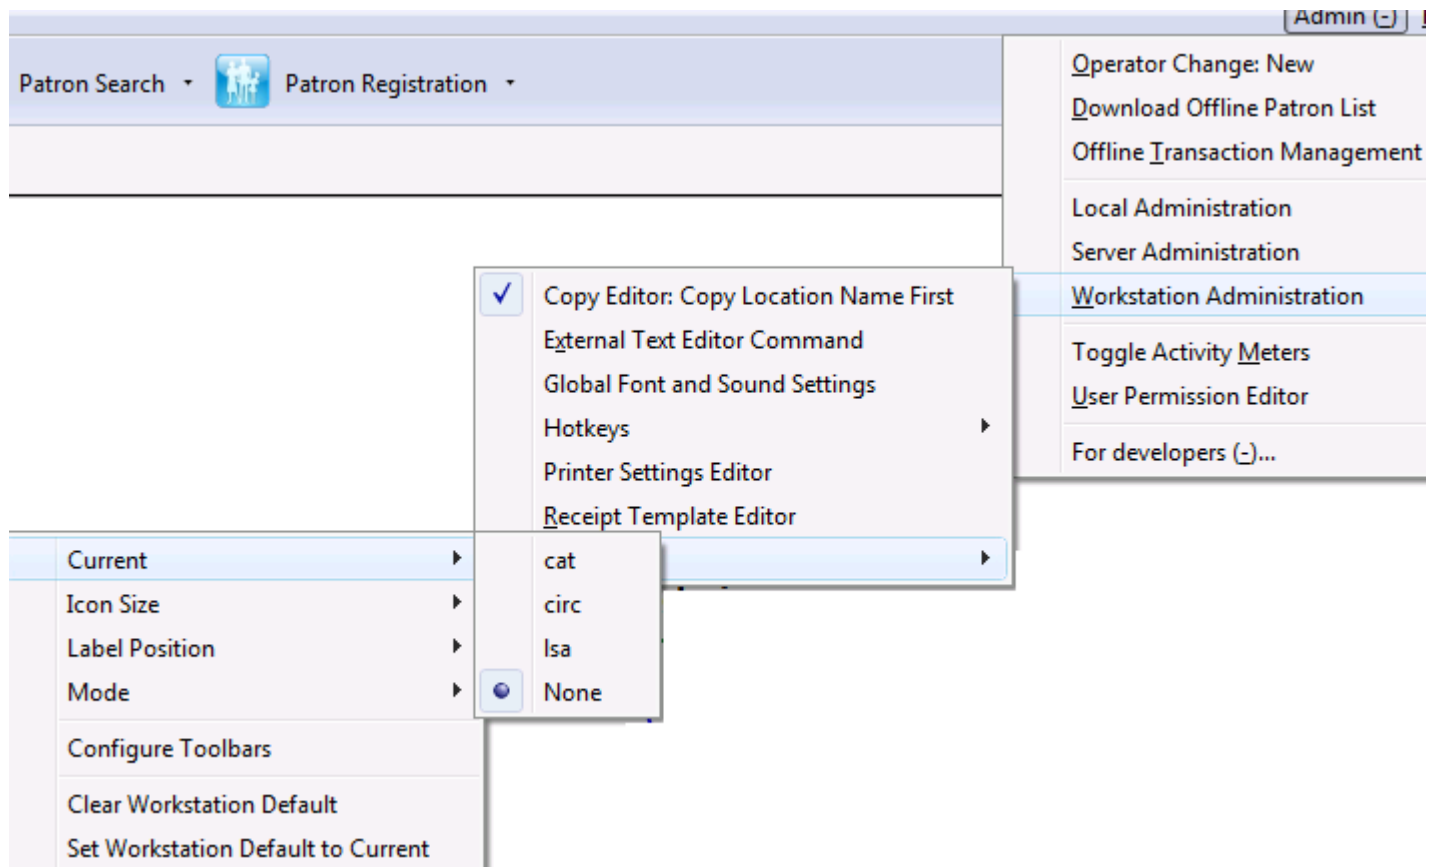 Admin (-)
Patron Search
Patron Registration
Operator Change: New
Download Offline Patron List
Offline Transaction Management
Local Administration
Server Administration
Workstation Administration
Toggle Activity Meters
User Permission Editor
For developers (-)...
Copy Editor: Copy Location Name First
External Text Editor Command
Global Font and Sound Settings
Hotkeys
Printer Settings Editor
Receipt Template Editor
Current
Icon Size
Label Position
Mode
Configure Toolbars
Clear Workstation Default
Set Workstation Default to Current
cat
circ
lsa
None